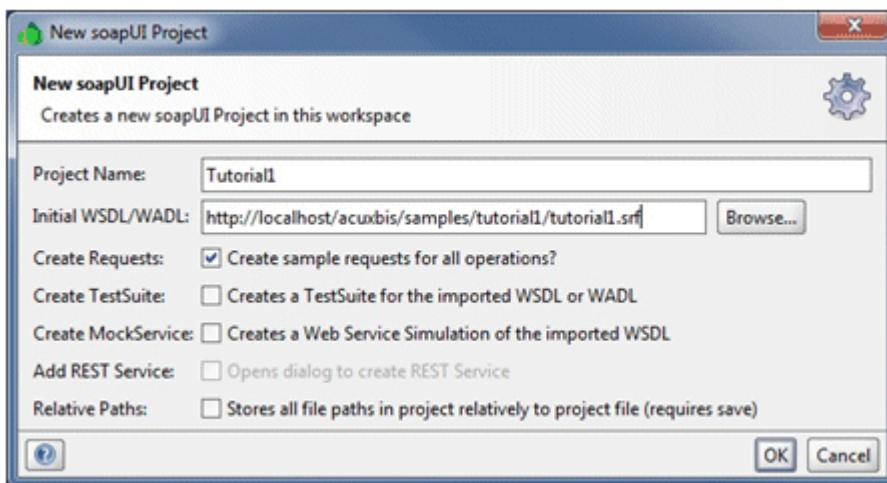 New soapUI Project
New soapUI Project
Creates a new soapUI Project in this workspace
Project Name: Tutorial1
Initial WSDL/WADL: http://localhost/acuxbis/samples/tutorial1/tutorial1.srf Browse...
Create Requests: Create sample requests for all operations?
Create TestSuite: Creates a TestSuite for the imported WSDL or WADL
Create MockService: Creates a Web Service Simulation of the imported WSDL
Add REST Service: Opens dialog to create REST Service
Relative Paths: Stores all file paths in project relatively to project file (requires save)
? OK Cancel